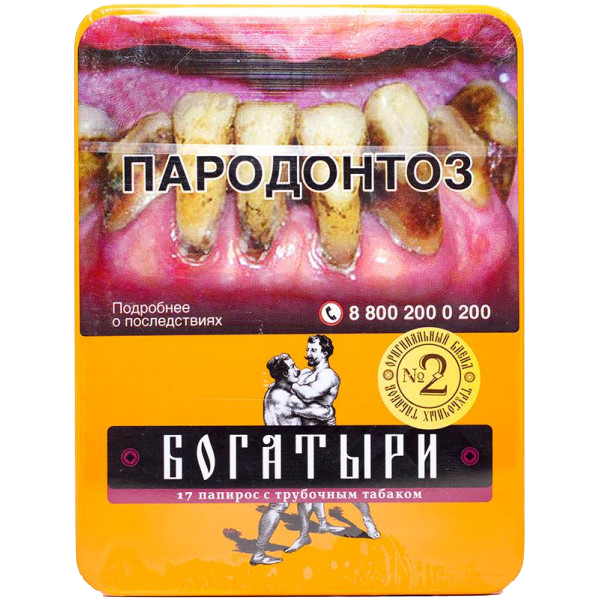 ПАРОДОНТОЗ
Подробнее
о последствиях
8 800 200 0 200
ОРИГИНАЛЬНЫЙ БЛЕНД
№2
ТРУБОЧНЫХ ТАБАКОВ
БОГАТЫРИ
17 папирос с трубочным табаком